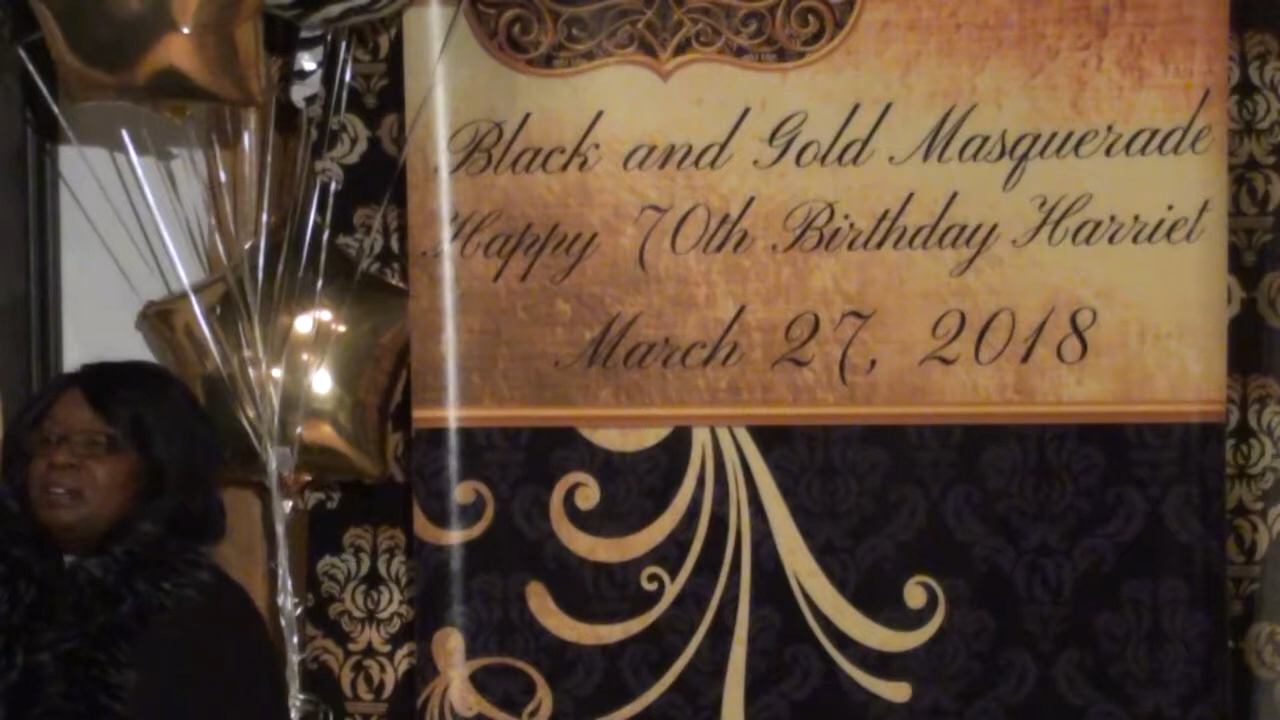 Black and Gold Masquerade
Happy 70th Birthday Harriet
March 27, 2018